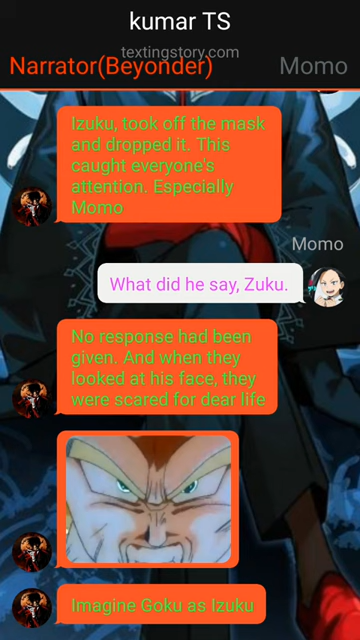 kumar TS
textingstory.com
Narrator(Beyonder) Momo
Izuku, took off the mask
and dropped it. This
caught everyone's
attention. Especially
Momo
Momo
What did he say, Zuku.
No response had been
given. And when they
looked at his face, they
were scared for dear life
Imagine Goku as Izuku